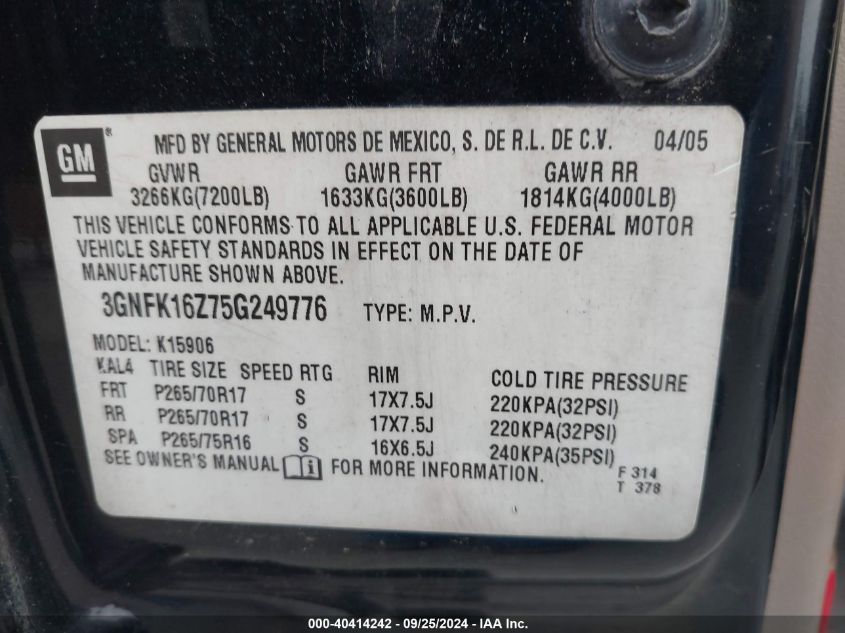 GM® MFD BY GENERAL MOTORS DE MEXICO, S. DE R.L. DE C.V. 04/05
GVWR GAWR FRT GAWR RR
3266KG(7200LB) 1633KG(3600LB) 1814KG(4000LB)
THIS VEHICLE CONFORMS TO ALL APPLICABLE U.S. FEDERAL MOTOR
VEHICLE SAFETY STANDARDS IN EFFECT ON THE DATE OF
MANUFACTURE SHOWN ABOVE.
3GNFK16Z75G249776 TYPE: M.P.V.
MODEL: K15906
KAL4 TIRE SIZE SPEED RTG RIM COLD TIRE PRESSURE
FRT P265/70R17 S 17X7.5J 220KPA(32PSI)
RR P265/70R17 S 17X7.5J 220KPA(32PSI)
SPA P265/75R16 S 16X6.5J 240KPA(35PSI)
SEE OWNER'S MANUAL i FOR MORE INFORMATION.
F 314
T 378
000-40414242 - 09/25/2024 - IAAI.com